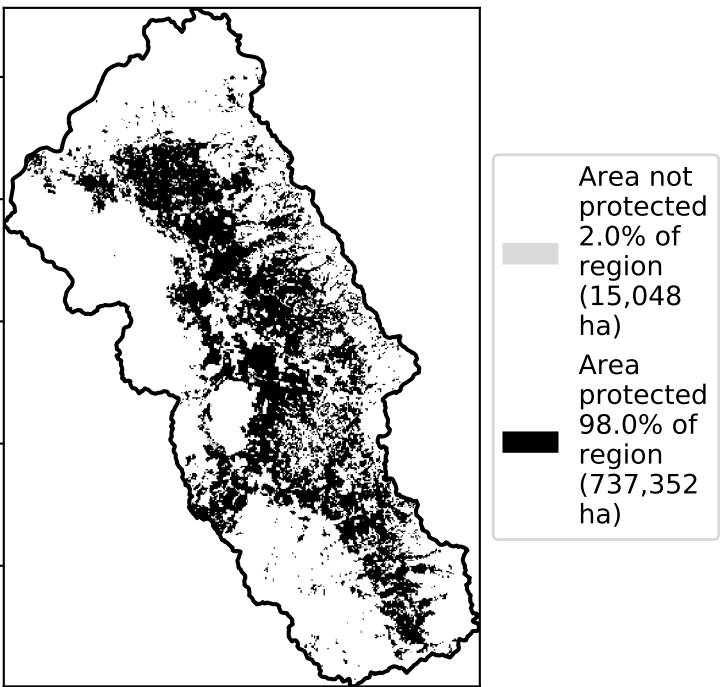 Area not
protected
2.0% of
region
(15,048
ha)
Area
protected
98.0% of
region
(737,352
ha)